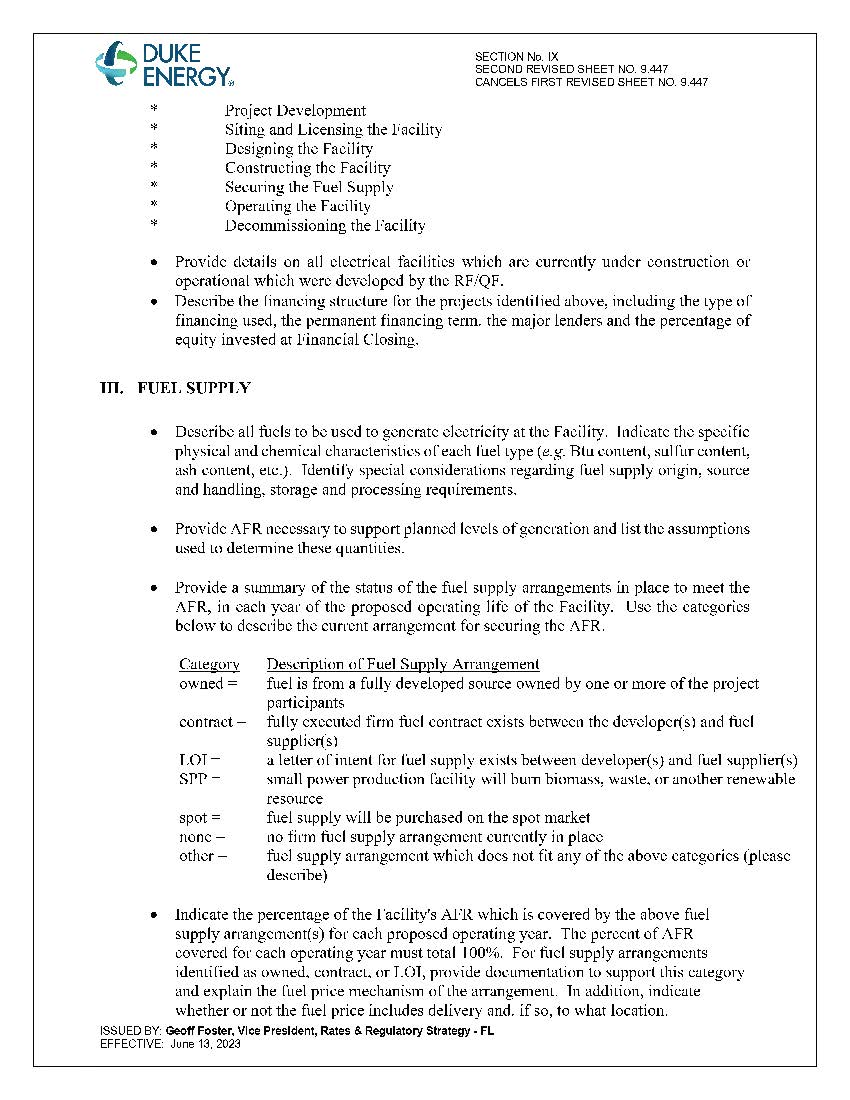 DUKE
ENERGY®
SECTION No. IX
SECOND REVISED SHEET NO. 9.447
CANCELS FIRST REVISED SHEET NO. 9.447
* Project Development
* Siting and Licensing the Facility
* Designing the Facility
* Constructing the Facility
* Securing the Fuel Supply
* Operating the Facility
* Decommissioning the Facility
• Provide details on all electrical facilities which are currently under construction or
operational which were developed by the RF/QF.
• Describe the financing structure for the projects identified above, including the type of
financing used, the permanent financing term, the major lenders and the percentage of
equity invested at Financial Closing.
III. FUEL SUPPLY
• Describe all fuels to be used to generate electricity at the Facility. Indicate the specific
physical and chemical characteristics of each fuel type (e.g. Btu content, sulfur content,
ash content, etc.). Identify special considerations regarding fuel supply origin, source
and handling, storage and processing requirements.
• Provide AFR necessary to support planned levels of generation and list the assumptions
used to determine these quantities.
• Provide a summary of the status of the fuel supply arrangements in place to meet the
AFR, in each year of the proposed operating life of the Facility. Use the categories
below to describe the current arrangement for securing the AFR.
Category Description of Fuel Supply Arrangement
owned = fuel is from a fully developed source owned by one or more of the project
participants
contract = fully executed firm fuel contract exists between the developer(s) and fuel
supplier(s)
LOI = a letter of intent for fuel supply exists between developer(s) and fuel supplier(s)
SPP = small power production facility will burn biomass, waste, or another renewable
resource
spot = fuel supply will be purchased on the spot market
none = no firm fuel supply arrangement currently in place
other = fuel supply arrangement which does not fit any of the above categories (please
describe)
• Indicate the percentage of the Facility's AFR which is covered by the above fuel
supply arrangement(s) for each proposed operating year. The percent of AFR
covered for each operating year must total 100%. For fuel supply arrangements
identified as owned, contract, or LOI, provide documentation to support this category
and explain the fuel price mechanism of the arrangement. In addition, indicate
whether or not the fuel price includes delivery and, if so, to what location.
ISSUED BY: Geoff Foster, Vice President, Rates & Regulatory Strategy - FL
EFFECTIVE: June 13, 2023